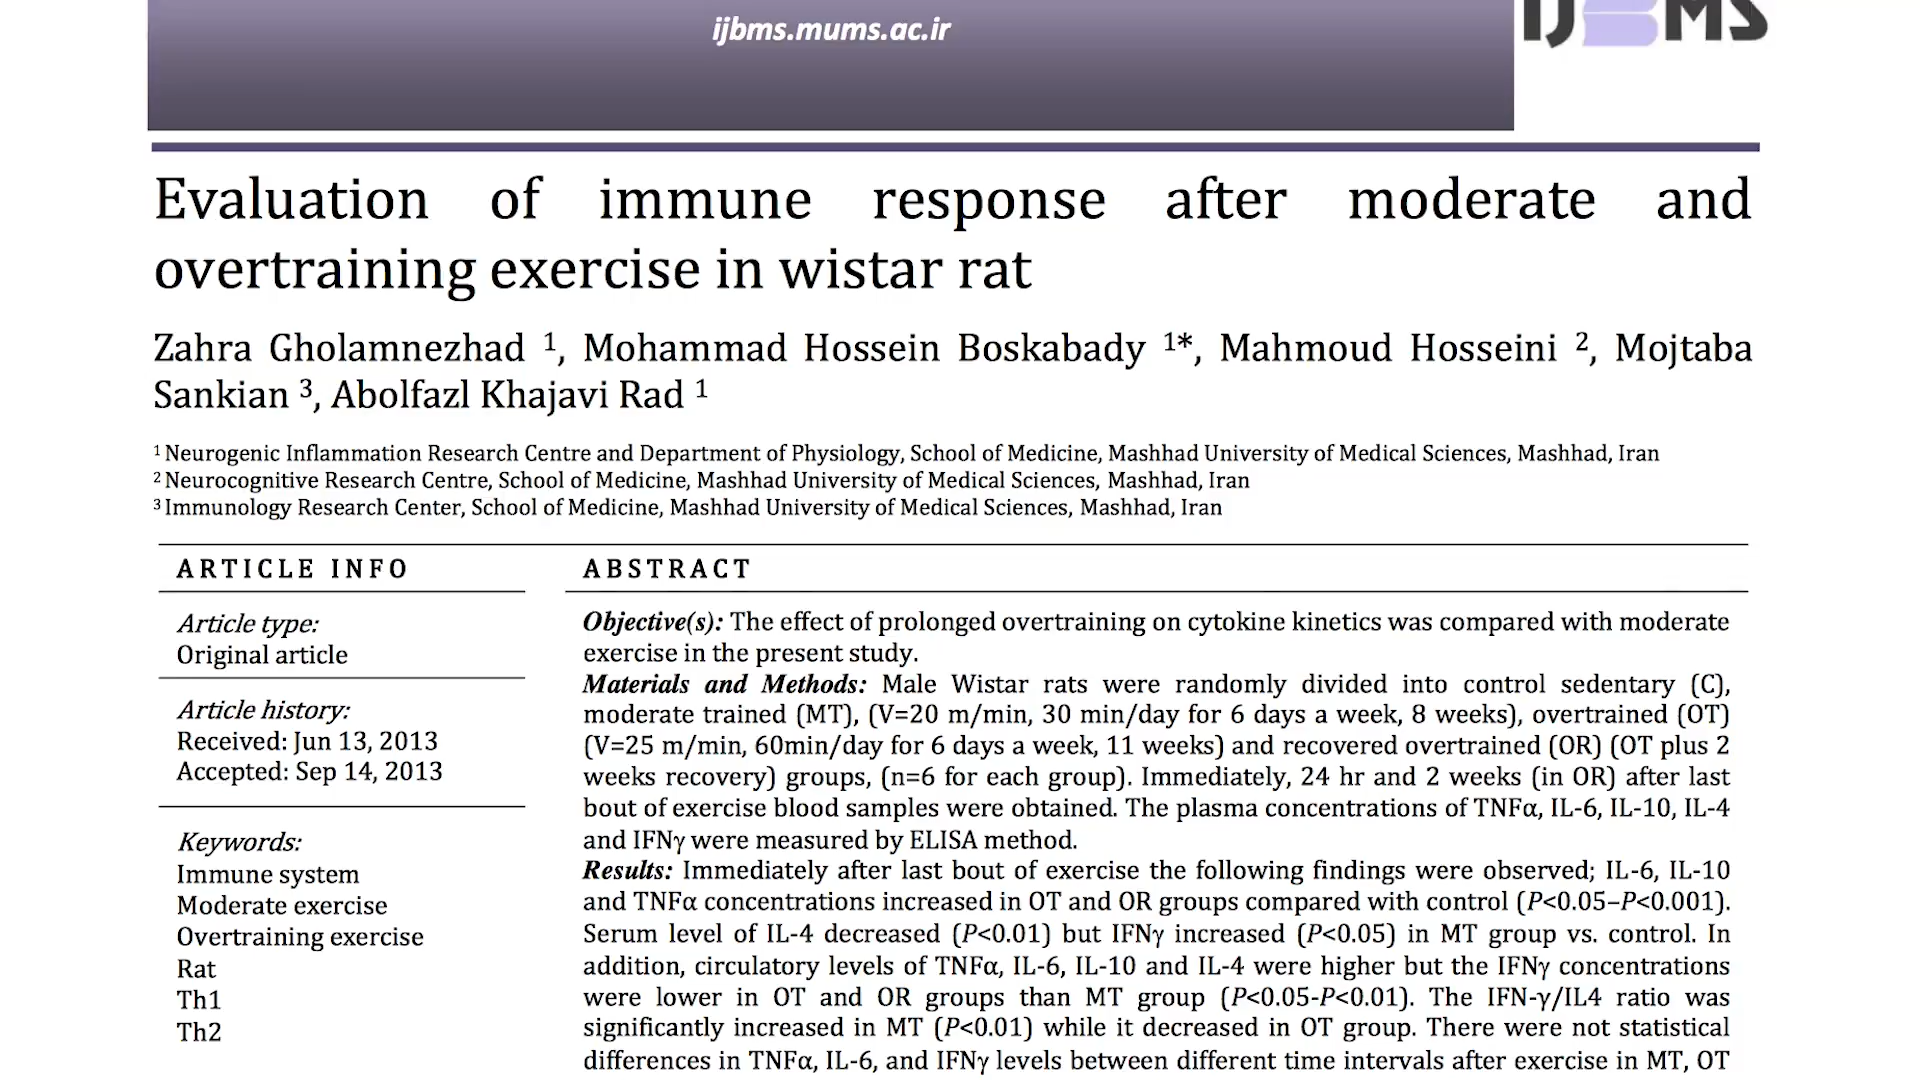 ijbms.mums.ac.ir
IJBMS
Evaluation of immune response after moderate and
overtraining exercise in wistar rat
Zahra Gholamnezhad ¹, Mohammad Hossein Boskabady ¹*, Mahmoud Hosseini ², Mojtaba
Sankian ³, Abolfazl Khajavi Rad ¹
¹ Neurogenic Inflammation Research Centre and Department of Physiology, School of Medicine, Mashhad University of Medical Sciences, Mashhad, Iran
² Neurocognitive Research Centre, School of Medicine, Mashhad University of Medical Sciences, Mashhad, Iran
³ Immunology Research Center, School of Medicine, Mashhad University of Medical Sciences, Mashhad, Iran
ARTICLE INFO
Article type:
Original article
Article history:
Received: Jun 13, 2013
Accepted: Sep 14, 2013
Keywords:
Immune system
Moderate exercise
Overtraining exercise
Rat
Th1
Th2
ABSTRACT
Objective(s): The effect of prolonged overtraining on cytokine kinetics was compared with moderate
exercise in the present study.
Materials and Methods: Male Wistar rats were randomly divided into control sedentary (C),
moderate trained (MT), (V=20 m/min, 30 min/day for 6 days a week, 8 weeks), overtrained (OT)
(V=25 m/min, 60min/day for 6 days a week, 11 weeks) and recovered overtrained (OR) (OT plus 2
weeks recovery) groups, (n=6 for each group). Immediately, 24 hr and 2 weeks (in OR) after last
bout of exercise blood samples were obtained. The plasma concentrations of TNFα, IL-6, IL-10, IL-4
and IFNγ were measured by ELISA method.
Results: Immediately after last bout of exercise the following findings were observed; IL-6, IL-10
and TNFα concentrations increased in OT and OR groups compared with control (P<0.05–P<0.001).
Serum level of IL-4 decreased (P<0.01) but IFNγ increased (P<0.05) in MT group vs. control. In
addition, circulatory levels of TNFα, IL-6, IL-10 and IL-4 were higher but the IFNγ concentrations
were lower in OT and OR groups than MT group (P<0.05-P<0.01). The IFN-γ/IL4 ratio was
significantly increased in MT (P<0.01) while it decreased in OT group. There were not statistical
differences in TNFα, IL-6, and IFNγ levels between different time intervals after exercise in MT, OT